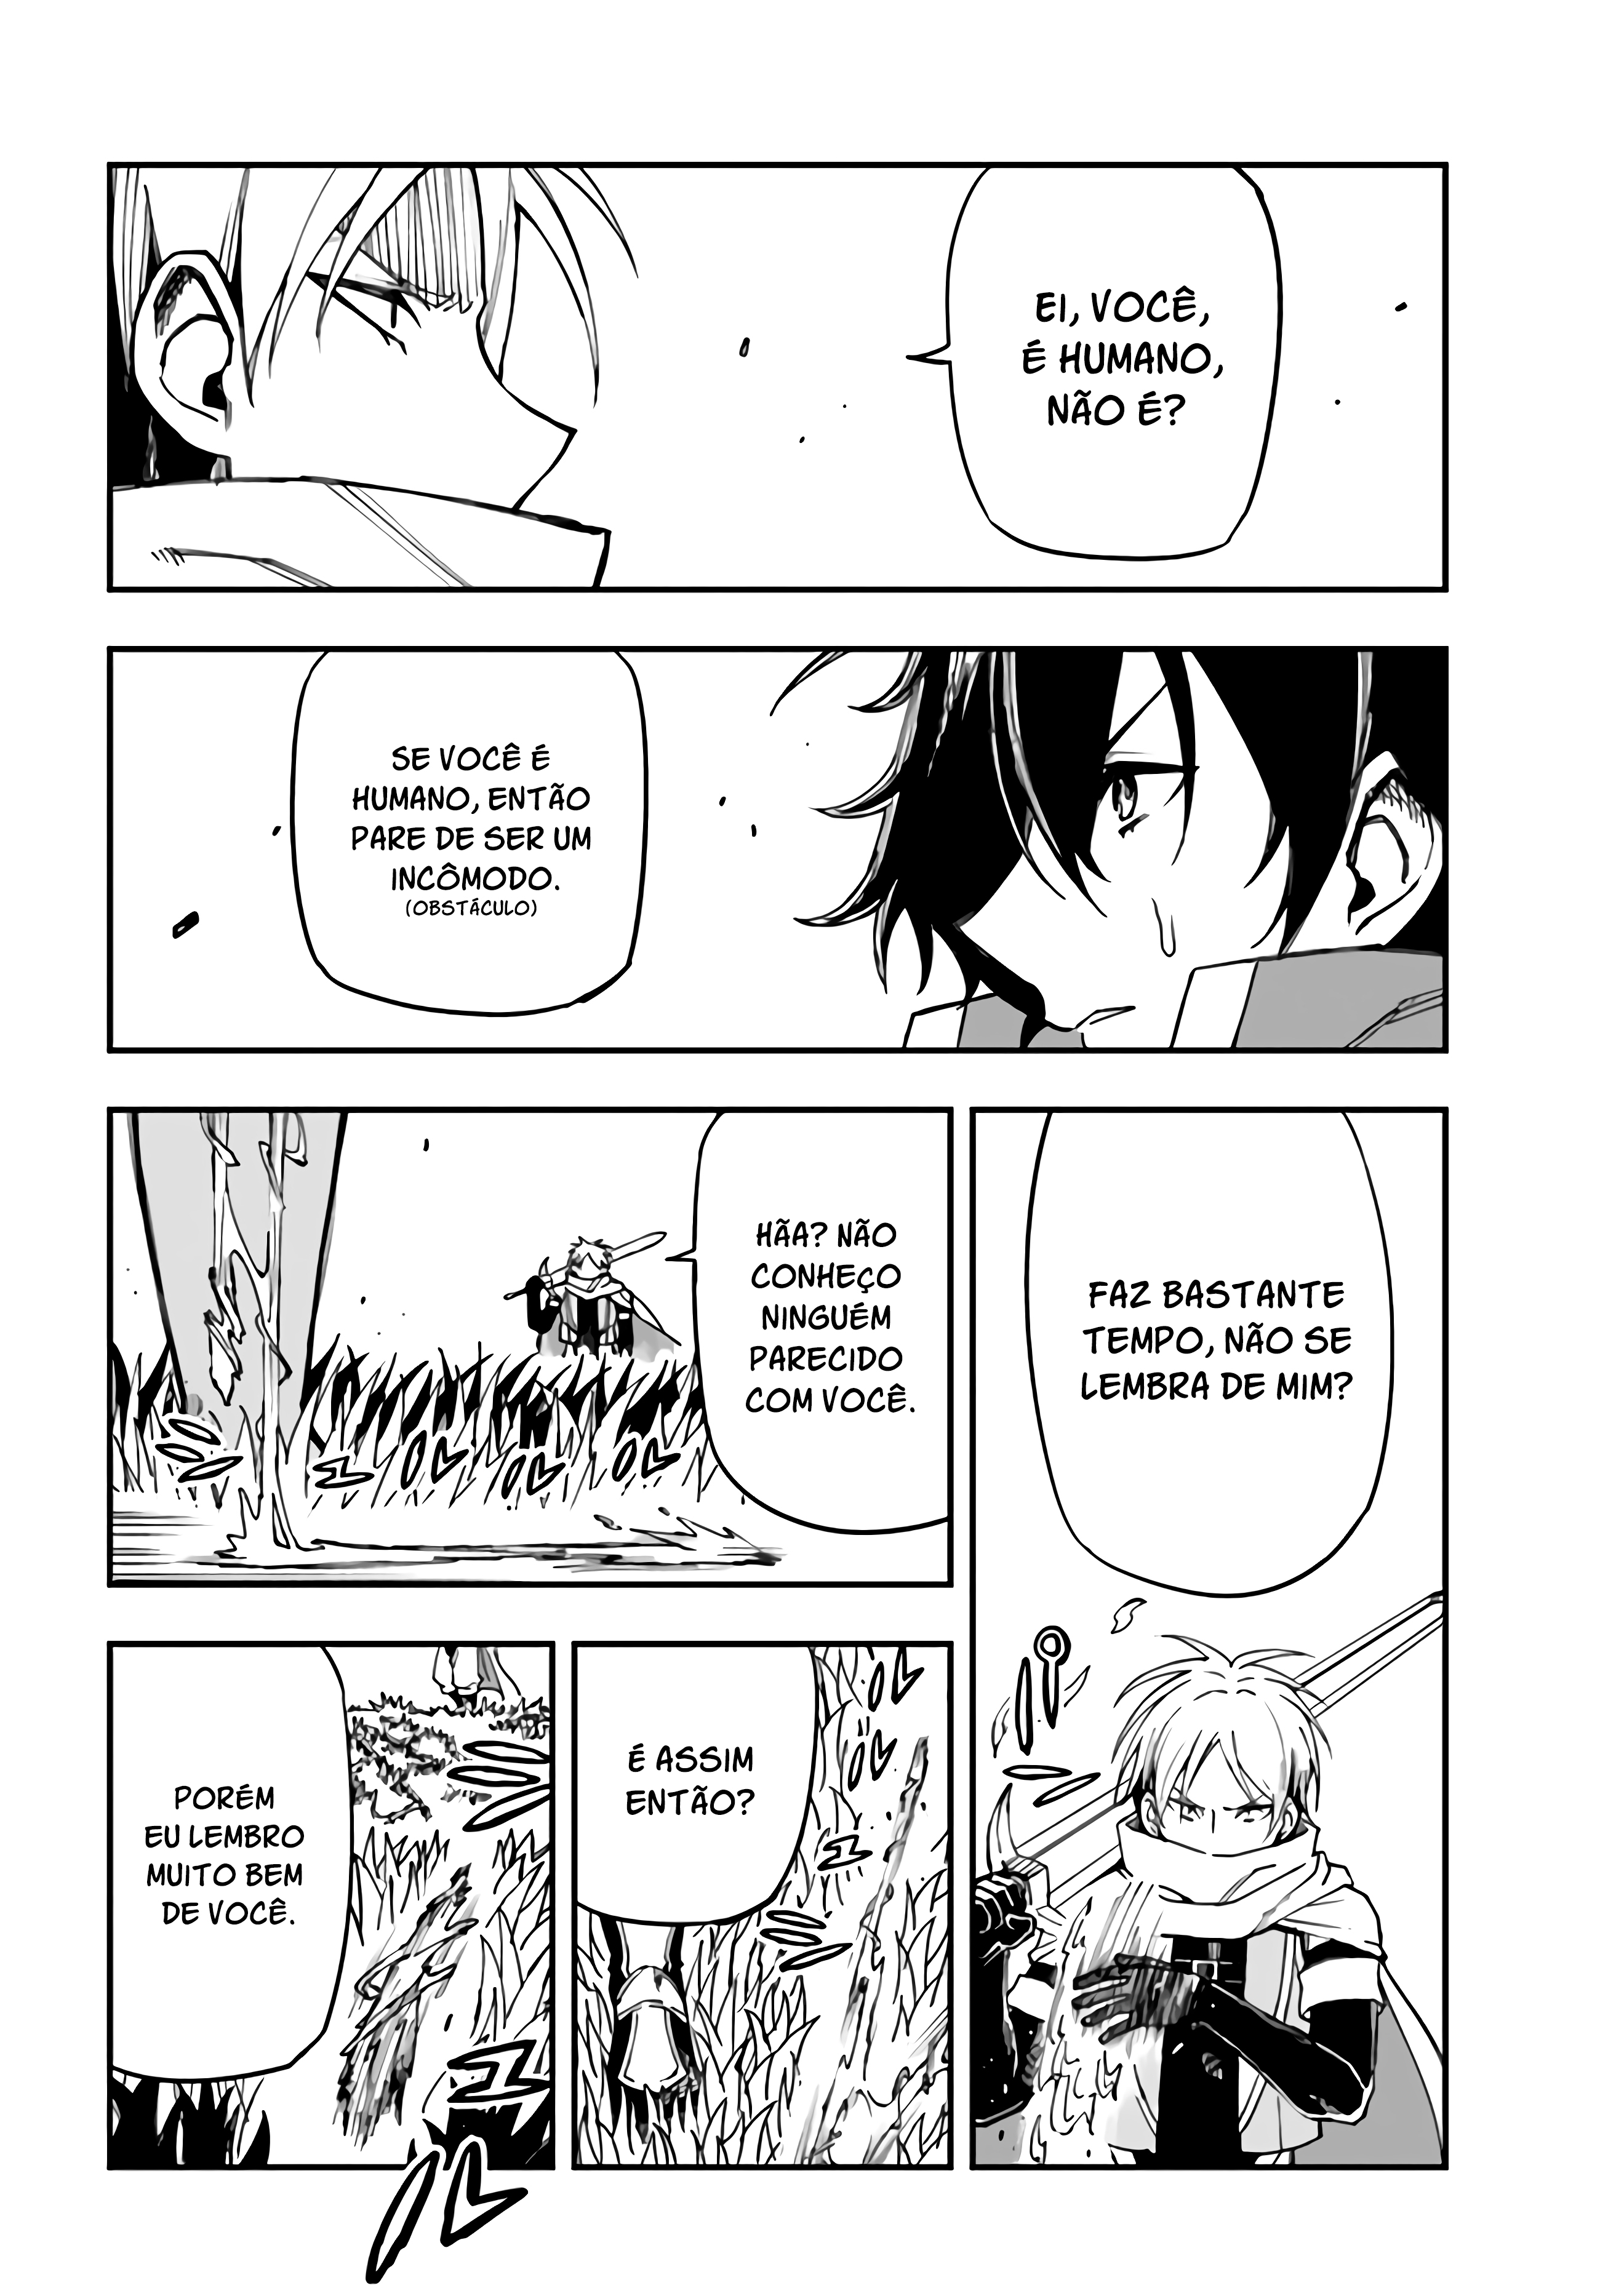 EI, VOCÊ,
É HUMANO,
NÃO É?
SE VOCÊ É
HUMANO, ENTÃO
PARE DE SER UM
INCÔMODO.
(OBSTÁCULO)
FAZ BASTANTE
TEMPO, NÃO SE
LEMBRA DE MIM?
HÃA? NÃO
CONHEÇO
NINGUÉM
PARECIDO
COM VOCÊ.
É ASSIM
ENTÃO?
PORÉM
EU LEMBRO
MUITO BEM
DE VOCÊ.